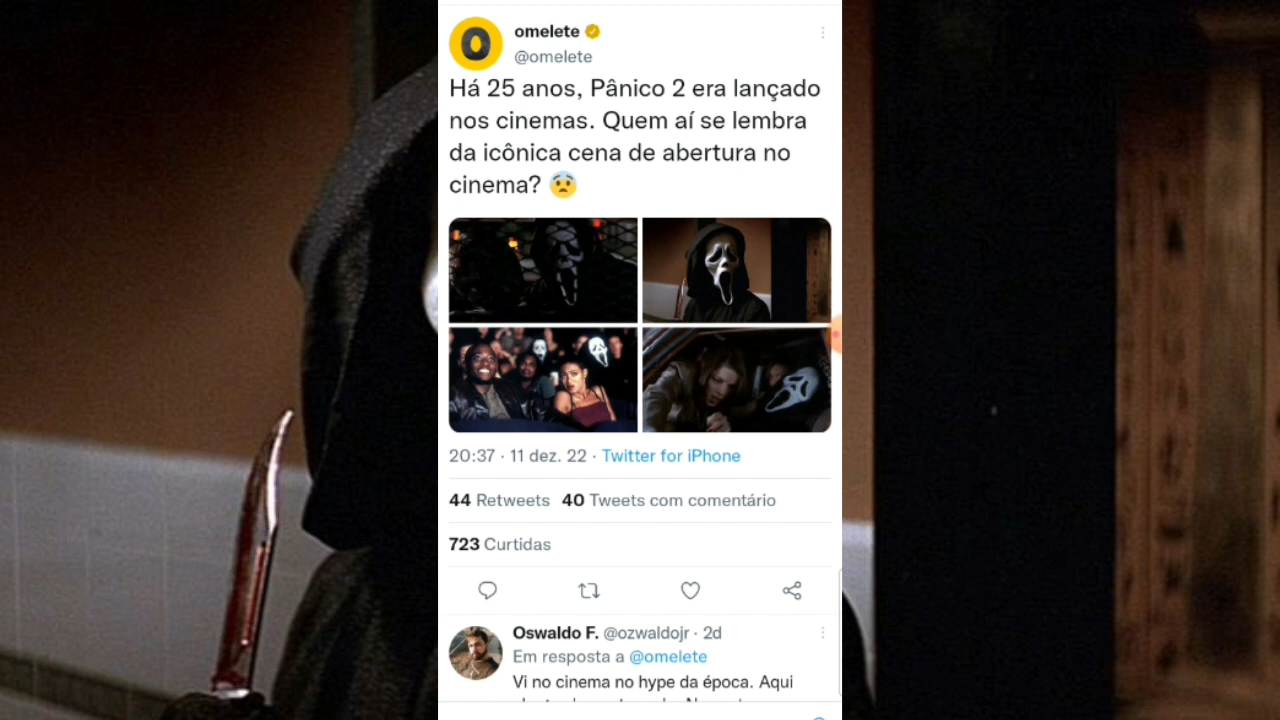 omelete
@omelete
Há 25 anos, Pânico 2 era lançado
nos cinemas. Quem aí se lembra
da icônica cena de abertura no
cinema? 😨
20:37 · 11 dez. 22 · Twitter for iPhone
44 Retweets 40 Tweets com comentário
723 Curtidas
Oswaldo F. @ozwaldojr · 2d
Em resposta a @omelete
Vi no cinema no hype da época. Aqui